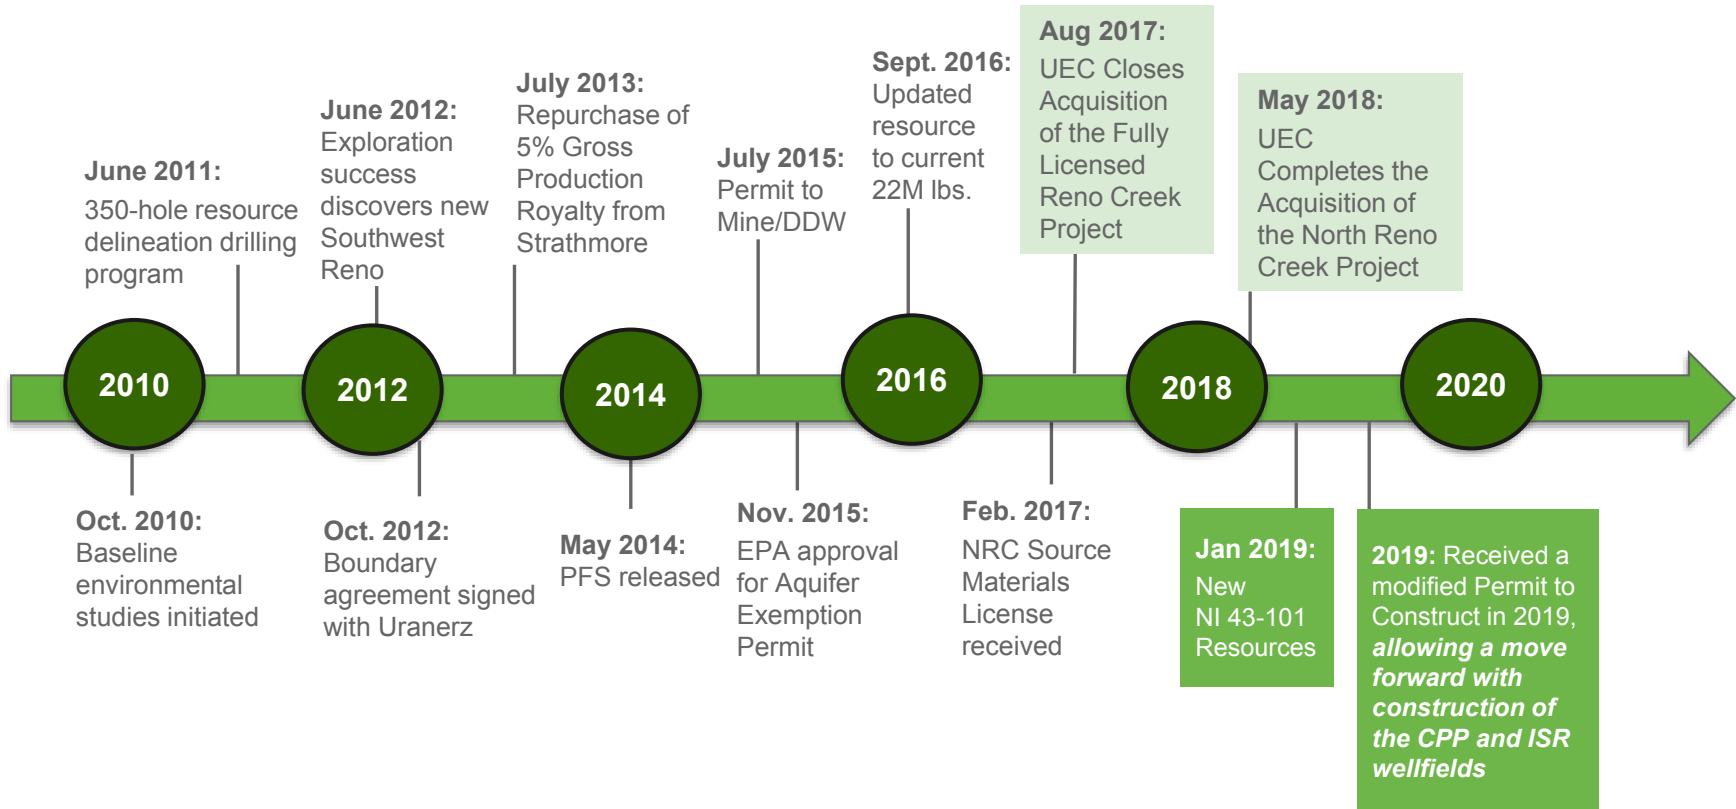 June 2011:
350-hole resource
delineation drilling
program
June 2012:
Exploration
success
discovers new
Southwest
Reno
July 2013:
Repurchase of
5% Gross
Production
Royalty from
Strathmore
July 2015:
Permit to
Mine/DDW
Sept. 2016:
Updated
resource
to current
22M lbs.
Aug 2017:
UEC Closes
Acquisition
of the Fully
Licensed
Reno Creek
Project
May 2018:
UEC
Completes the
Acquisition of
the North Reno
Creek Project
2010
2012
2014
2016
2018
2020
Oct. 2010:
Baseline
environmental
studies initiated
Oct. 2012:
Boundary
agreement signed
with Uranerz
May 2014:
PFS released
Nov. 2015:
EPA approval
for Aquifer
Exemption
Permit
Feb. 2017:
NRC Source
Materials
License
received
Jan 2019:
New
NI 43-101
Resources
2019: Received a
modified Permit to
Construct in 2019,
allowing a move
forward with
construction of
the CPP and ISR
wellfields